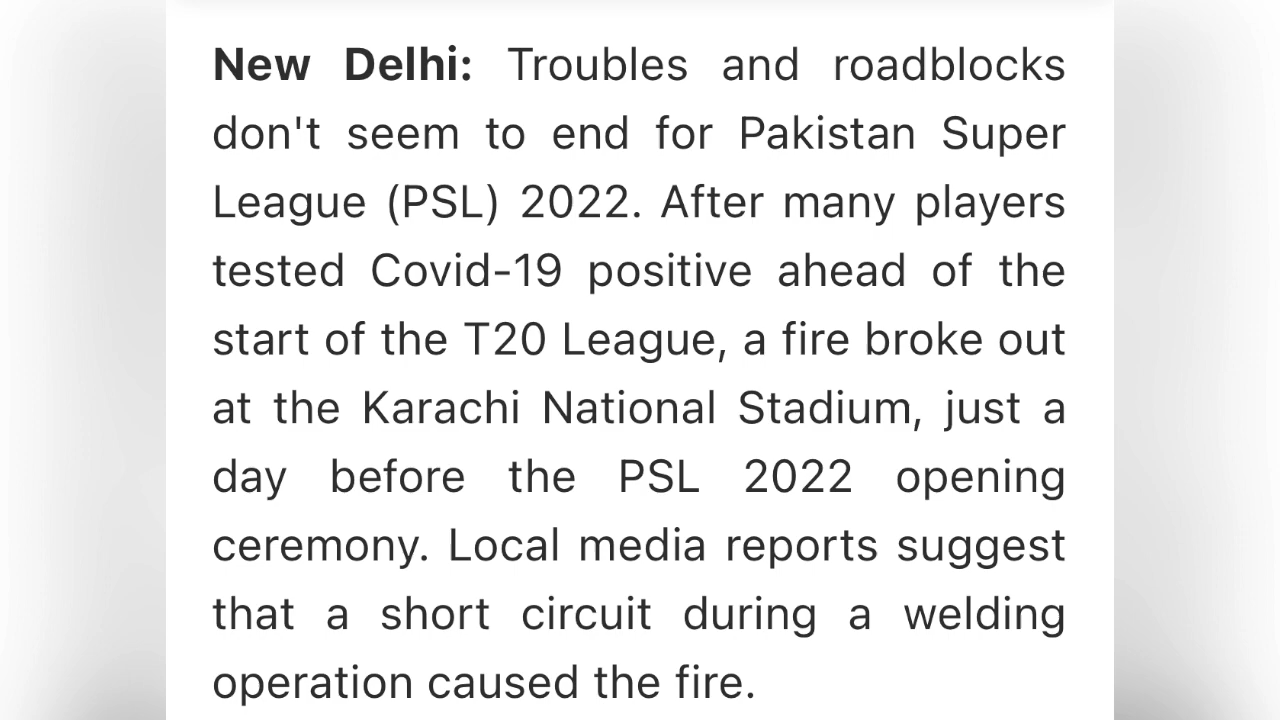 New Delhi: Troubles and roadblocks
don't seem to end for Pakistan Super
League (PSL) 2022. After many players
tested Covid-19 positive ahead of the
start of the T20 League, a fire broke out
at the Karachi National Stadium, just a
day before the PSL 2022 opening
ceremony. Local media reports suggest
that a short circuit during a welding
operation caused the fire.